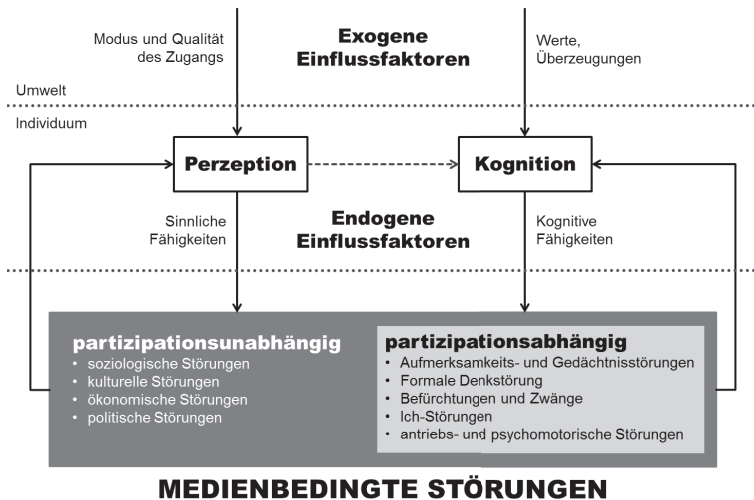 Modus und Qualität
des Zugangs
Exogene
Einflussfaktoren
Werte,
Überzeugungen
Umwelt
Individuum
Perzeption
Kognition
Sinnliche
Fähigkeiten
Endogene
Einflussfaktoren
Kognitive
Fähigkeiten
partizipationsunabhängig
• soziologische Störungen
• kulturelle Störungen
• ökonomische Störungen
• politische Störungen
partizipationsabhängig
• Aufmerksamkeits- und Gedächtnisstörungen
• Formale Denkstörung
• Befürchtungen und Zwänge
• Ich-Störungen
• antriebs- und psychomotorische Störungen
MEDIENBEDINGTE STÖRUNGEN